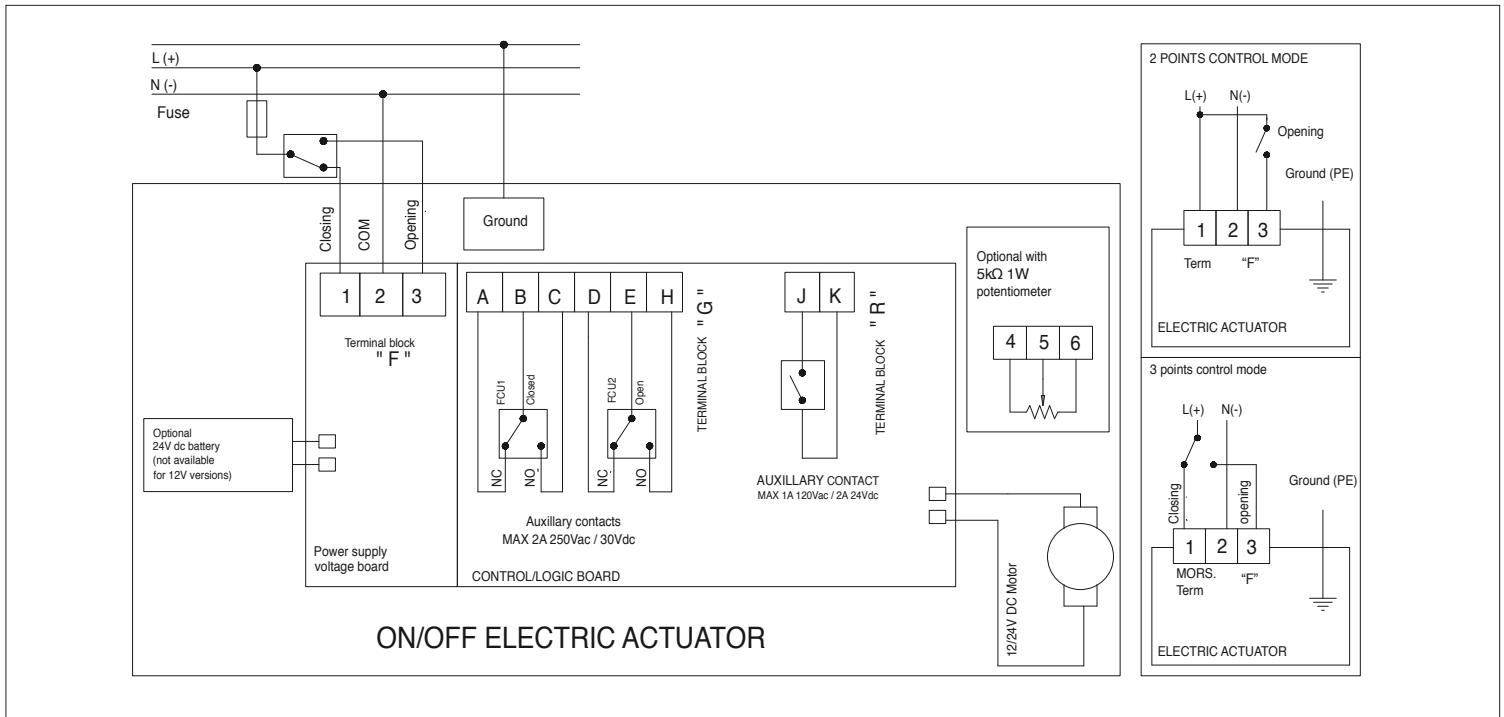 L (+)
N (-)
Fuse
Closing
COM
Opening
Ground
1 2 3
Terminal block
" F "
A B C D E H
TERMINAL BLOCK " G "
FCU1
Closed
FCU2
Open
NC
NO
NC
NO
Auxillary contacts
MAX 2A 250Vac / 30Vdc
J K
TERMINAL BLOCK " R "
AUXILLARY CONTACT
MAX 1A 120Vac / 2A 24Vdc
Optional with
5kΩ 1W
potentiometer
4 5 6
Optional
24V dc battery
(not available
for 12V versions)
Power supply
voltage board
CONTROL/LOGIC BOARD
12/24V DC Motor
ON/OFF ELECTRIC ACTUATOR
2 POINTS CONTROL MODE
L(+) N(-)
Opening
Ground (PE)
1 2 3
Term "F"
ELECTRIC ACTUATOR
3 points control mode
L(+) N(-)
Closing
opening
Ground (PE)
1 2 3
MORS.
Term "F"
ELECTRIC ACTUATOR